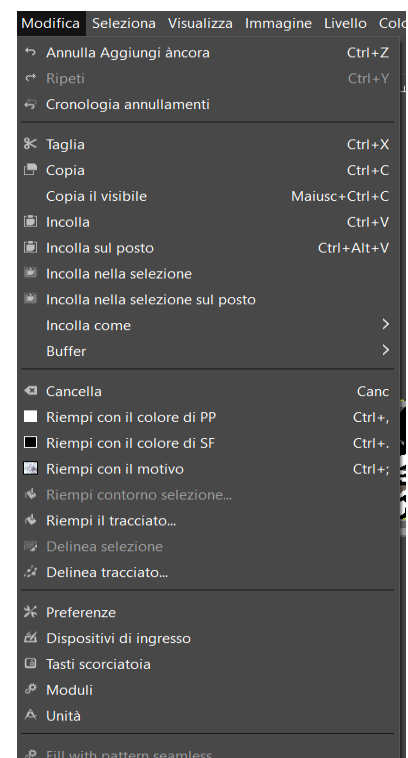 Modifica Seleziona Visualizza Immagine Livello Colo
Annulla Aggiungi àncora Ctrl+Z
Ripeti Ctrl+Y
Cronologia annullamenti
Taglia Ctrl+X
Copia Ctrl+C
Copia il visibile Maiusc+Ctrl+C
Incolla Ctrl+V
Incolla sul posto Ctrl+Alt+V
Incolla nella selezione
Incolla nella selezione sul posto
Incolla come
Buffer
Cancella Canc
Riempi con il colore di PP Ctrl+,
Riempi con il colore di SF Ctrl+.
Riempi con il motivo Ctrl+;
Riempi contorno selezione...
Riempi il tracciato...
Delinea selezione
Delinea tracciato...
Preferenze
Dispositivi di ingresso
Tasti scorciatoia
Moduli
Unità
Fill with pattern seamless...